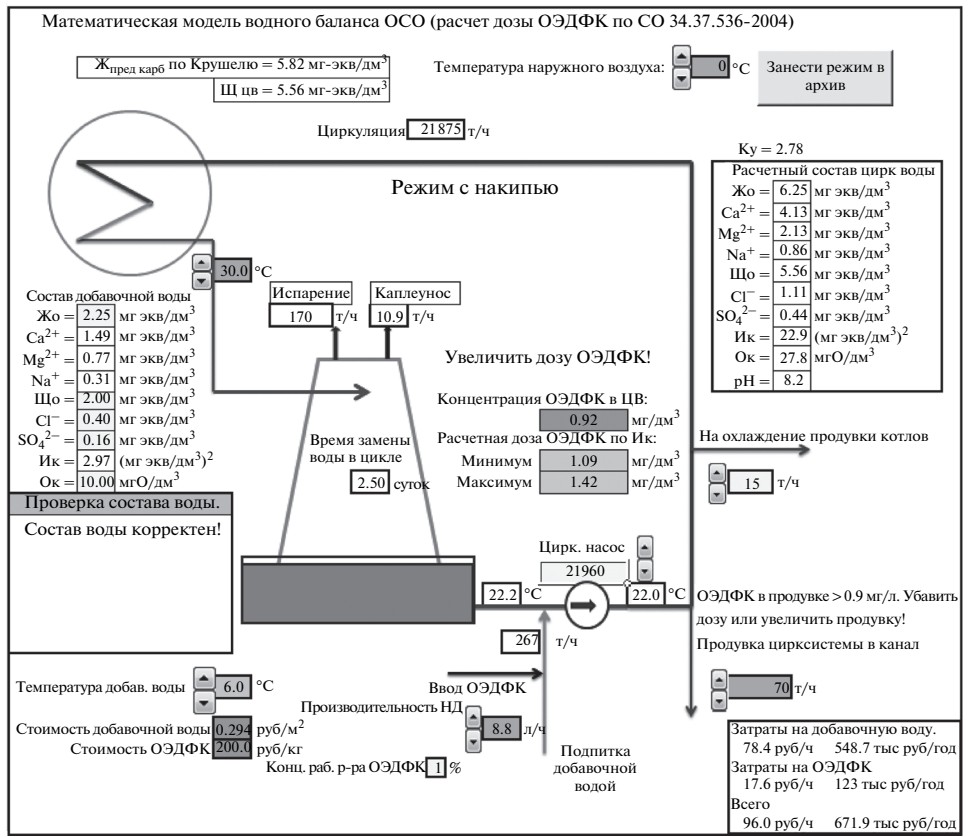 Математическая модель водного баланса ОСО (расчет дозы ОЭДФК по СО 34.37.536-2004)
Ж пред карб по Крушелю = 5.82 мг-экв/дм³
Щ цв = 5.56 мг-экв/дм³
Температура наружного воздуха: 0 °C
Занести режим в
архив
Циркуляция 21875 т/ч
Режим с накипью
Ку = 2.78
Расчетный состав цирк воды
Жо = 6.25 мг экв/дм³
Ca²⁺ = 4.13 мг экв/дм³
Mg²⁺ = 2.13 мг экв/дм³
Na⁺ = 0.86 мг экв/дм³
Що = 5.56 мг экв/дм³
Cl⁻ = 1.11 мг экв/дм³
SO₄²⁻ = 0.44 мг экв/дм³
Ик = 22.9 (мг экв/дм³)²
Ок = 27.8 мгО/дм³
pH = 8.2
30.0 °C
Состав добавочной воды
Жо = 2.25 мг экв/дм³
Ca²⁺ = 1.49 мг экв/дм³
Mg²⁺ = 0.77 мг экв/дм³
Na⁺ = 0.31 мг экв/дм³
Що = 2.00 мг экв/дм³
Cl⁻ = 0.40 мг экв/дм³
SO₄²⁻ = 0.16 мг экв/дм³
Ик = 2.97 (мг экв/дм³)²
Ок = 10.00 мгО/дм³
Проверка состава воды.
Состав воды корректен!
Испарение
170 т/ч
Каплеунос
10.9 т/ч
Время замены
воды в цикле
2.50 суток
Увеличить дозу ОЭДФК!
Концентрация ОЭДФК в ЦВ:
0.92 мг/дм³
Расчетная доза ОЭДФК по Ик:
Минимум 1.09 мг/дм³
Максимум 1.42 мг/дм³
На охлаждение продувки котлов
15 т/ч
Цирк. насос
21960
22.2 °C
22.0 °C
267 т/ч
ОЭДФК в продувке > 0.9 мг/л. Убавить
дозу или увеличить продувку!
Продувка цирксистемы в канал
70 т/ч
Температура добав. воды 6.0 °C
Стоимость добавочной воды 0.294 руб/м²
Стоимость ОЭДФК 200.0 руб/кг
Ввод ОЭДФК
Производительность НД
8.8 л/ч
Конц. раб. р-ра ОЭДФК 1 %
Подпитка
добавочной
водой
Затраты на добавочную воду.
78.4 руб/ч 548.7 тыс руб/год
Затраты на ОЭДФК
17.6 руб/ч 123 тыс руб/год
Всего
96.0 руб/ч 671.9 тыс руб/год